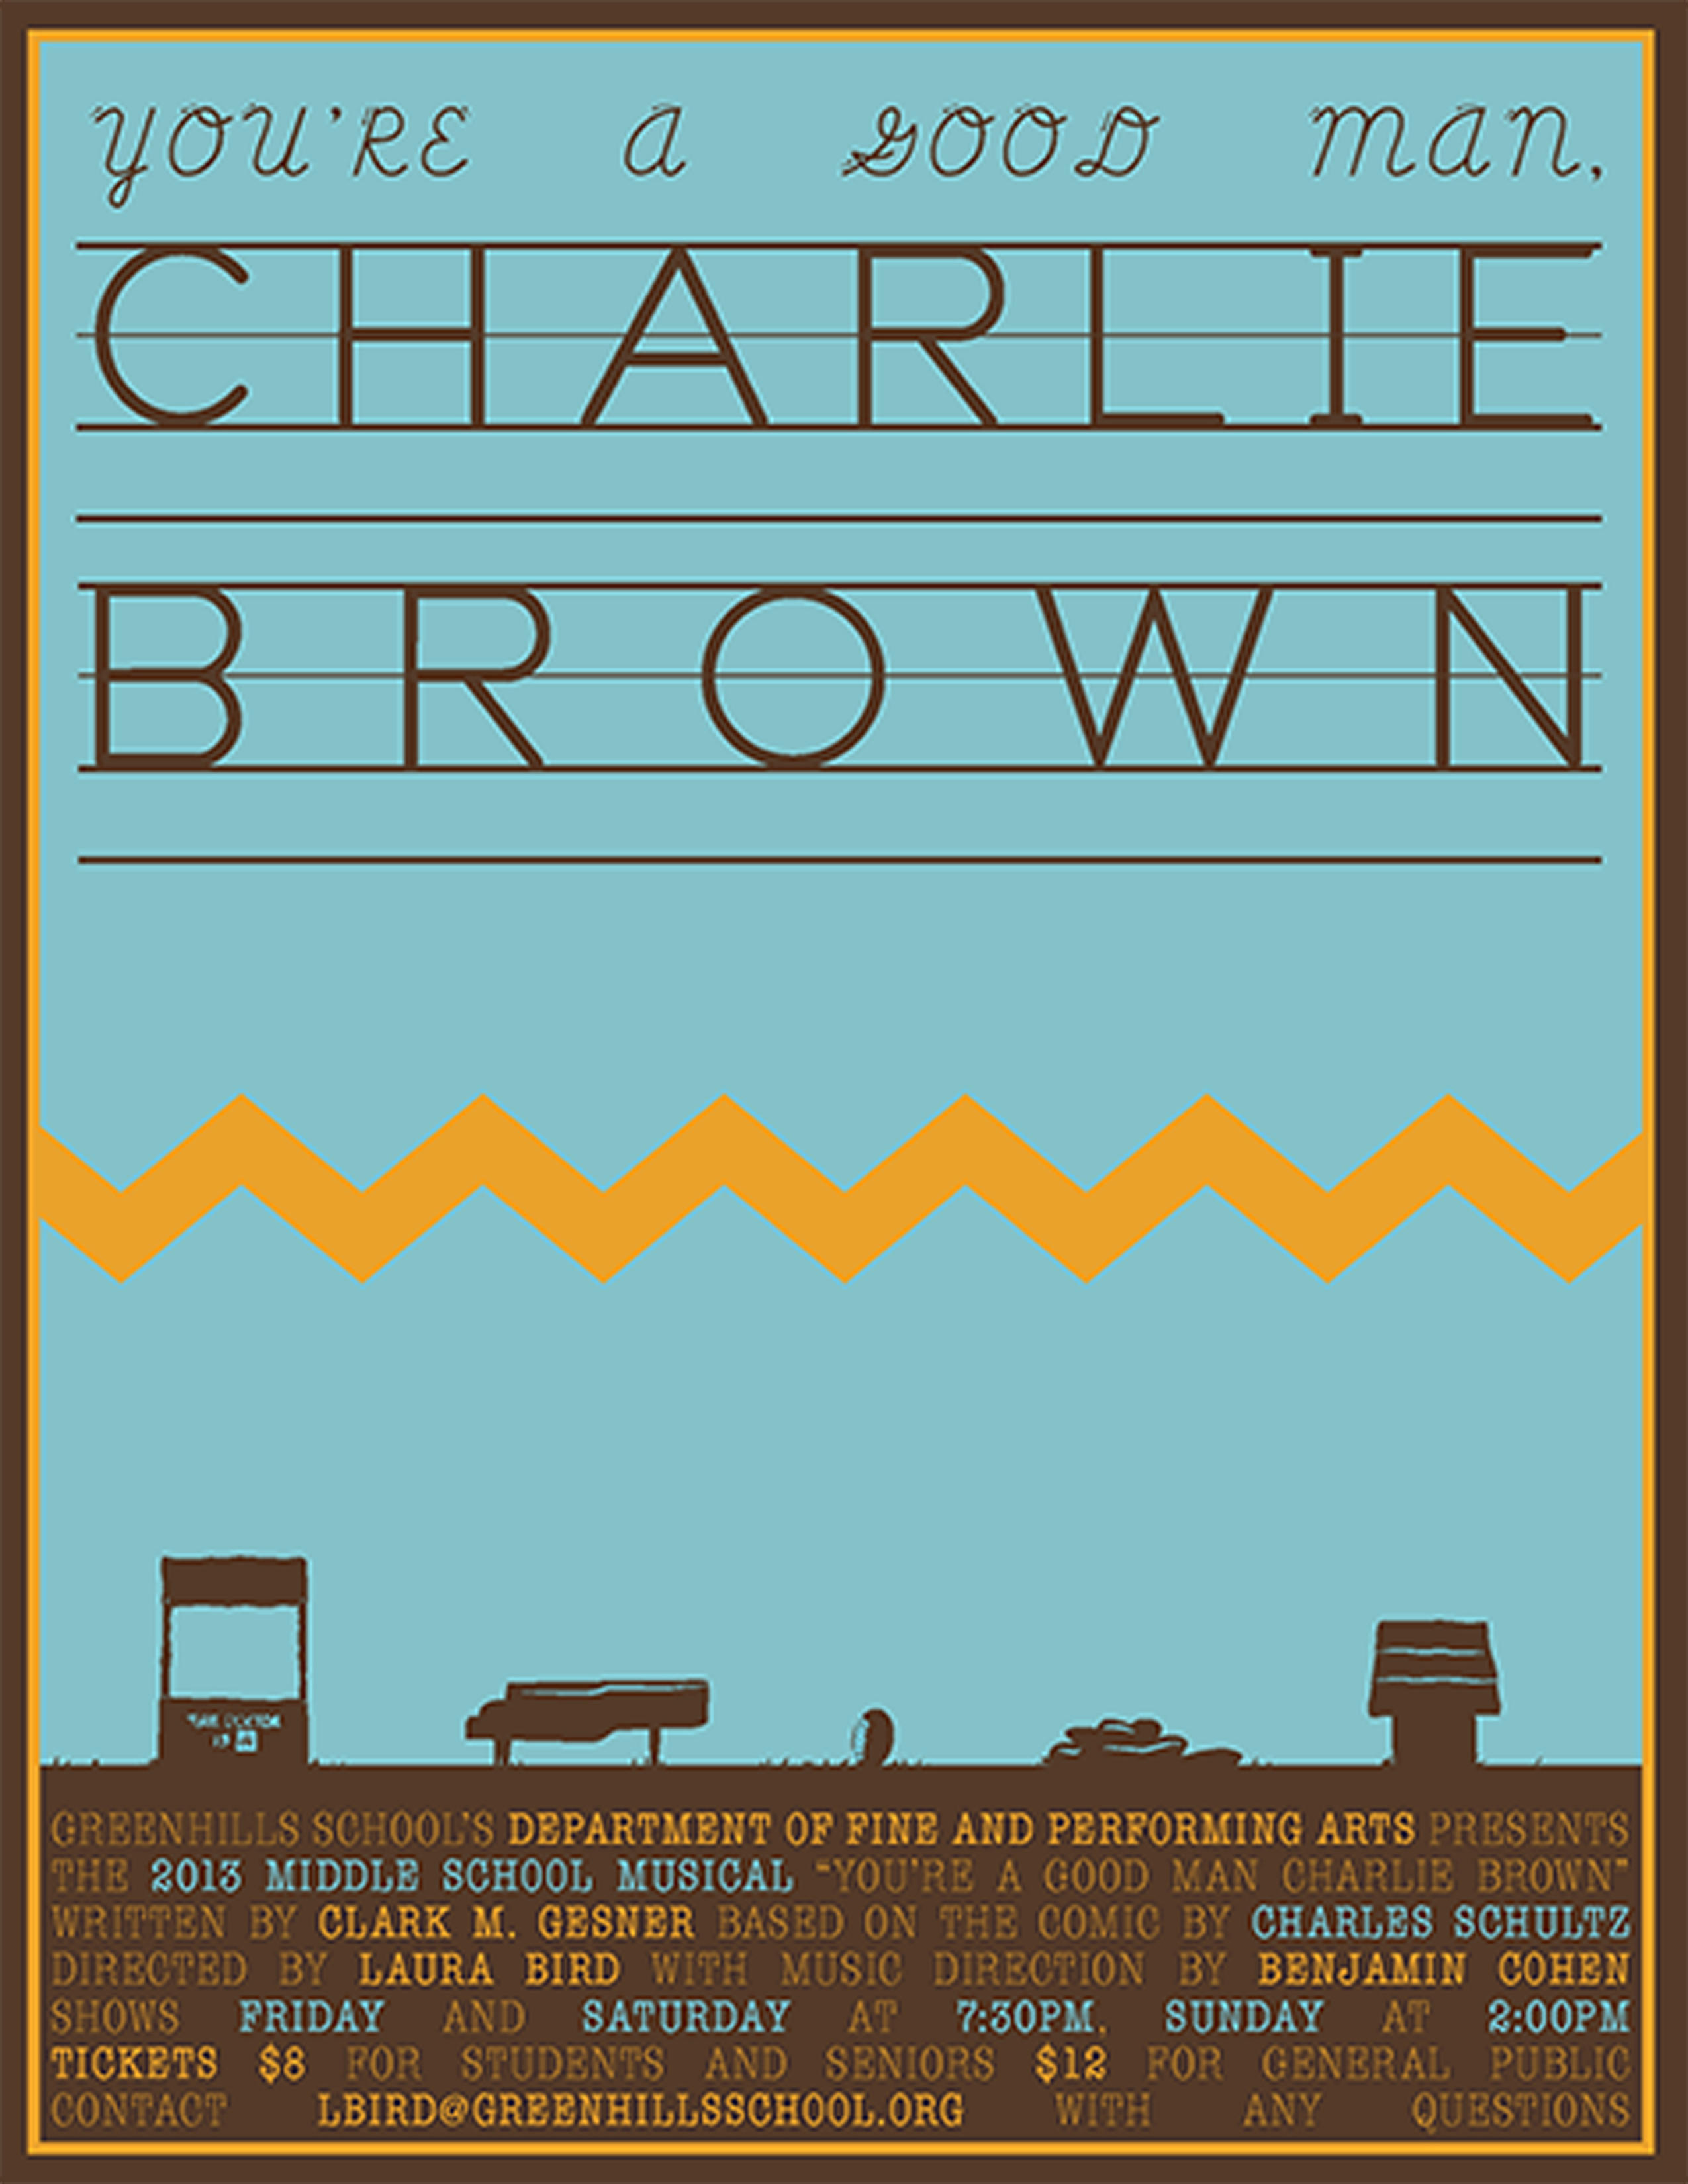 YOU'RE A GOOD MAN,
CHARLIE
BROWN
THE DOCTOR
IS
GREENHILLS SCHOOL'S DEPARTMENT OF FINE AND PERFORMING ARTS PRESENTS
THE 2013 MIDDLE SCHOOL MUSICAL "YOU'RE A GOOD MAN CHARLIE BROWN"
WRITTEN BY CLARK M. GESNER BASED ON THE COMIC BY CHARLES SCHULTZ
DIRECTED BY LAURA BIRD WITH MUSIC DIRECTION BY BENJAMIN COHEN
SHOWS FRIDAY AND SATURDAY AT 7:30PM, SUNDAY AT 2:00PM
TICKETS $8 FOR STUDENTS AND SENIORS $12 FOR GENERAL PUBLIC
CONTACT LBIRD@GREENHILLSSCHOOL.ORG WITH ANY QUESTIONS